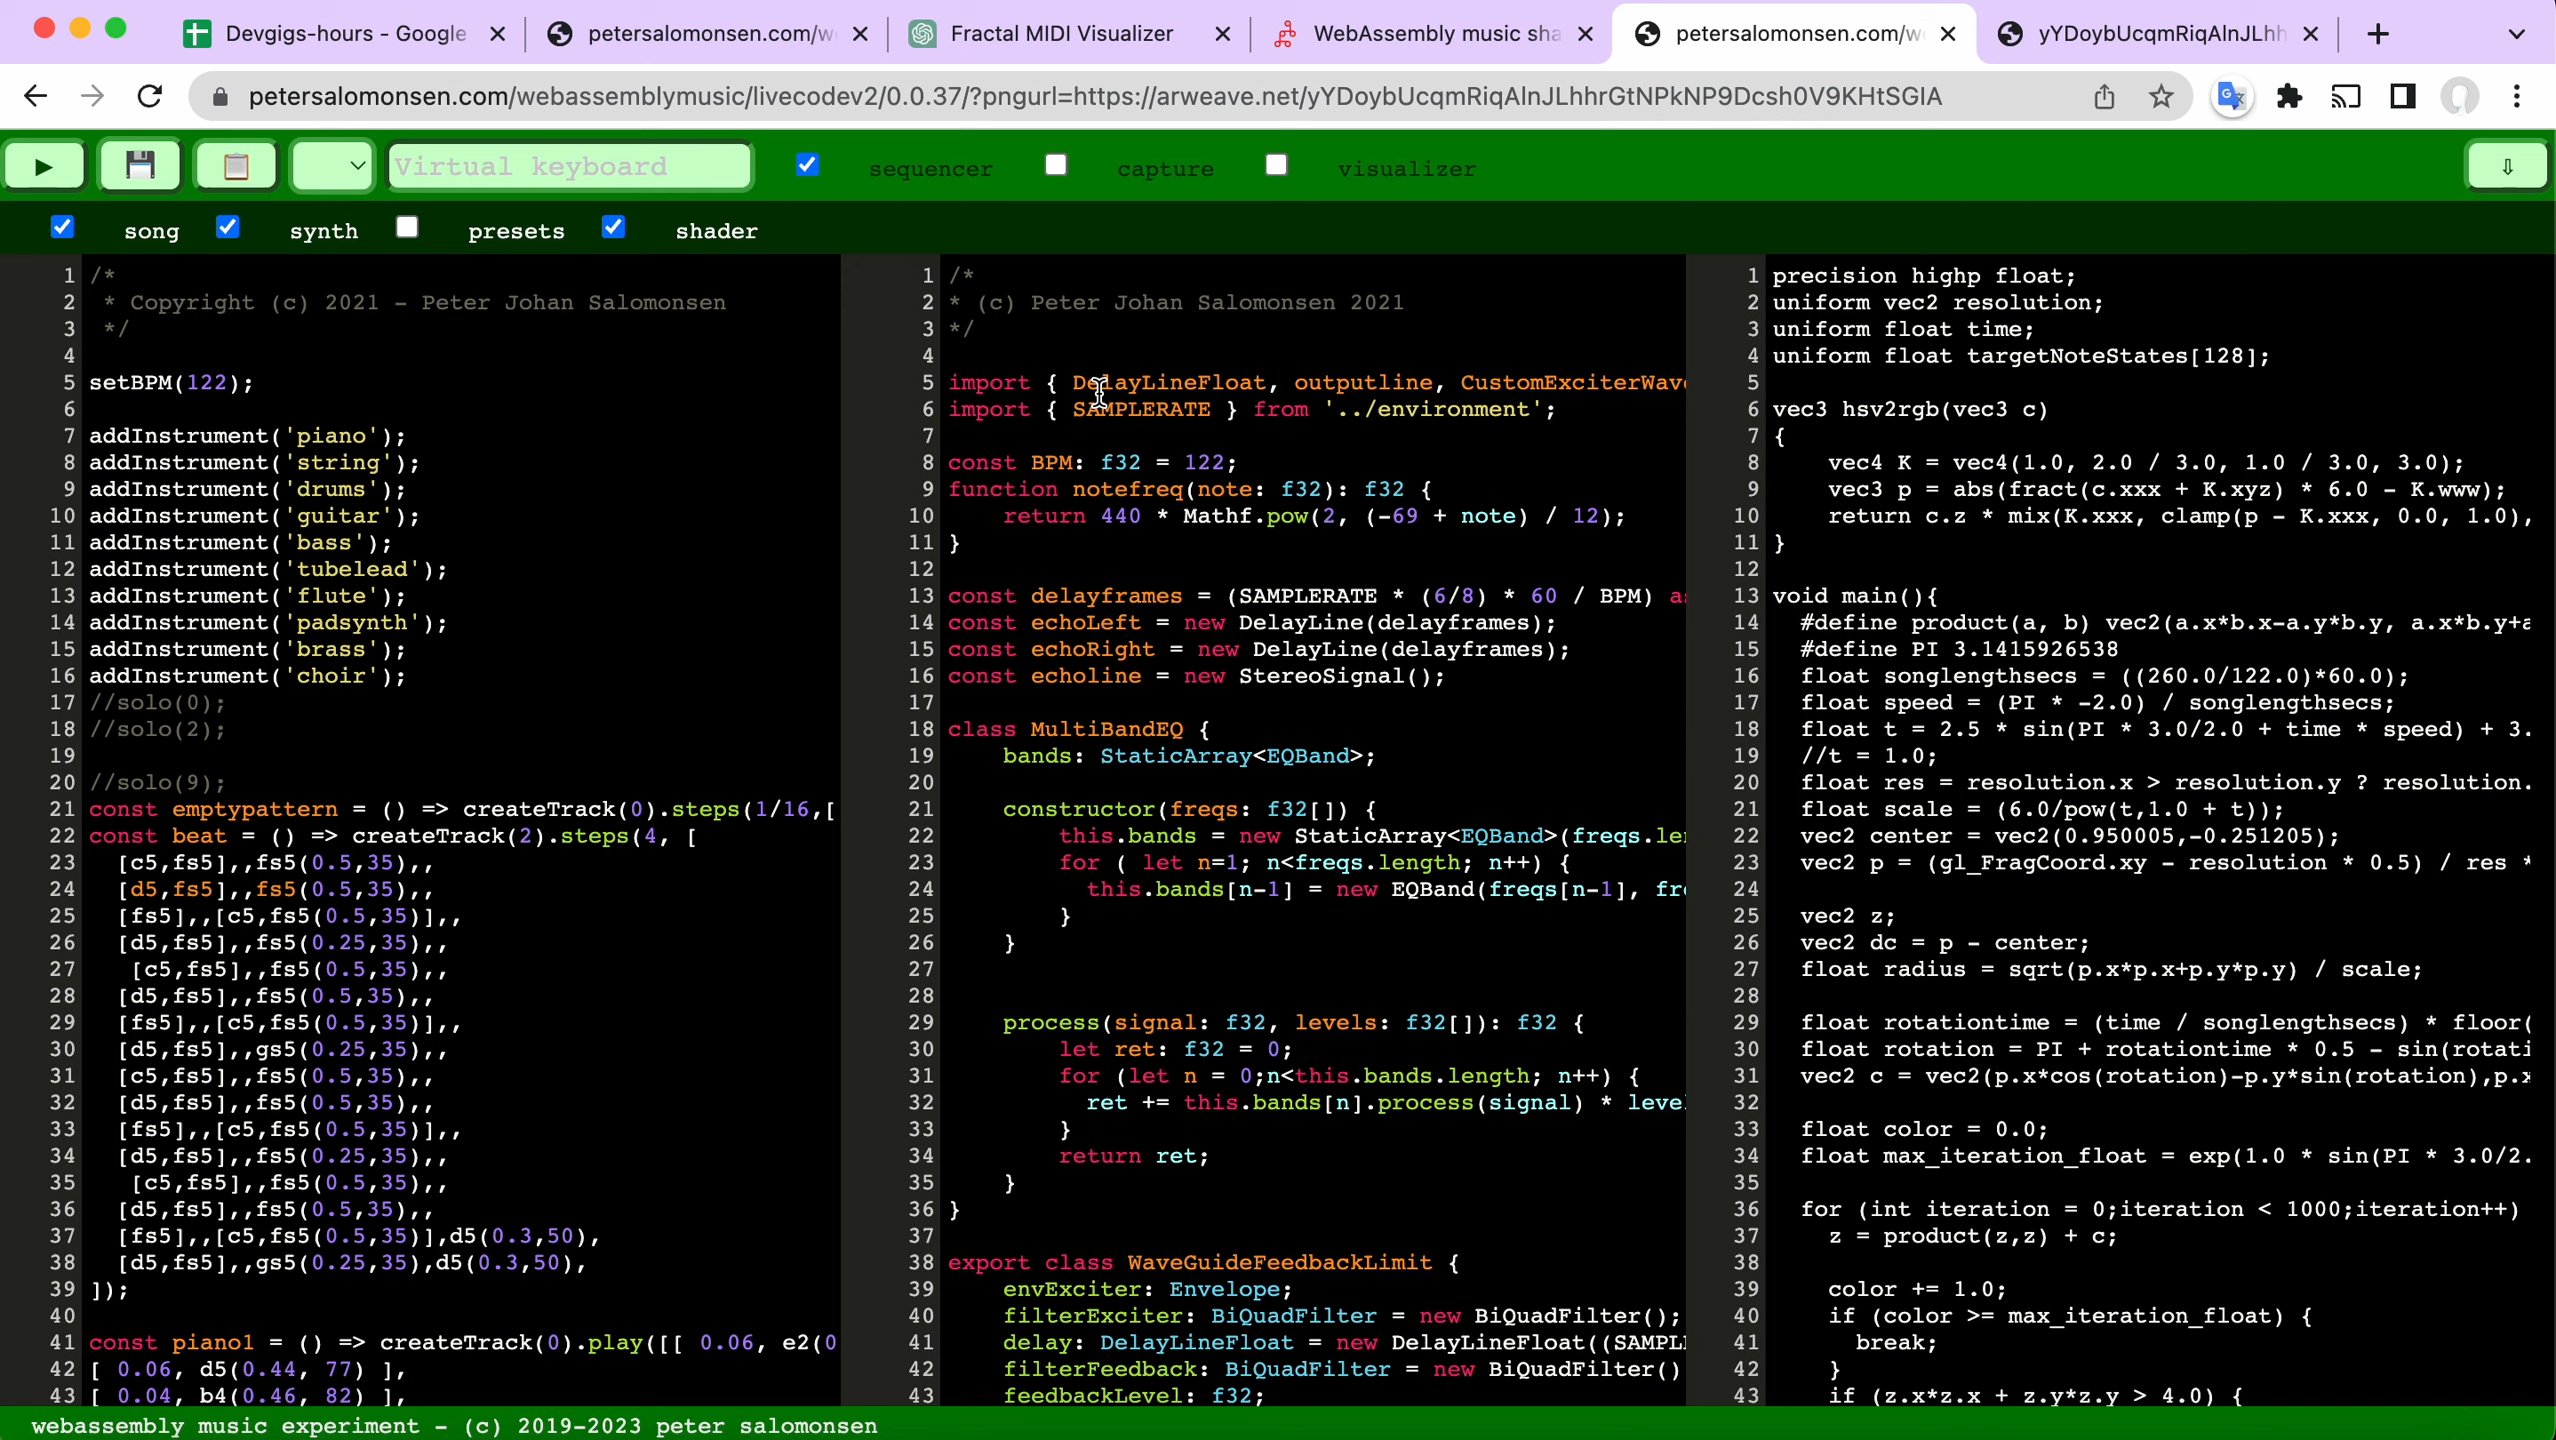 Devgigs-hours - Google
petersalomonsen.com/w
Fractal MIDI Visualizer
WebAssembly music sha
petersalomonsen.com/w
yYDoybUcqmRiqAlnJLhh
petersalomonsen.com/webassemblymusic/livecodev2/0.0.37/?pngurl=https://arweave.net/yYDoybUcqmRiqAlnJLhhrGtNPkNP9Dcsh0V9KHtSGIA
Virtual keyboard
sequencer
capture
visualizer
song
synth
presets
shader
1 /*
2 * Copyright (c) 2021 - Peter Johan Salomonsen
3 */
4
5 setBPM(122);
6
7 addInstrument('piano');
8 addInstrument('string');
9 addInstrument('drums');
10 addInstrument('guitar');
11 addInstrument('bass');
12 addInstrument('tubelead');
13 addInstrument('flute');
14 addInstrument('padsynth');
15 addInstrument('brass');
16 addInstrument('choir');
17 //solo(0);
18 //solo(2);
19
20 //solo(9);
21 const emptypattern = () => createTrack(0).steps(1/16,[
22 const beat = () => createTrack(2).steps(4, [
23 [c5,fs5],,fs5(0.5,35),,
24 [d5,fs5],,fs5(0.5,35),,
25 [fs5],,[c5,fs5(0.5,35)],,
26 [d5,fs5],,fs5(0.25,35),,
27 [c5,fs5],,fs5(0.5,35),,
28 [d5,fs5],,fs5(0.5,35),,
29 [fs5],,[c5,fs5(0.5,35)],,
30 [d5,fs5],,gs5(0.25,35),,
31 [c5,fs5],,fs5(0.5,35),,
32 [d5,fs5],,fs5(0.5,35),,
33 [fs5],,[c5,fs5(0.5,35)],,
34 [d5,fs5],,fs5(0.25,35),,
35 [c5,fs5],,fs5(0.5,35),,
36 [d5,fs5],,fs5(0.5,35),,
37 [fs5],,[c5,fs5(0.5,35)],d5(0.3,50),
38 [d5,fs5],,gs5(0.25,35),d5(0.3,50),
39 ]);
40
41 const piano1 = () => createTrack(0).play([[ 0.06, e2(0
42 [ 0.06, d5(0.44, 77) ],
43 [ 0.04, b4(0.46, 82) ],
1 /*
2 * (c) Peter Johan Salomonsen 2021
3 */
4
5 import { DelayLineFloat, outputline, CustomExciterWav
6 import { SAMPLERATE } from '../environment';
7
8 const BPM: f32 = 122;
9 function notefreq(note: f32): f32 {
10 return 440 * Mathf.pow(2, (-69 + note) / 12);
11 }
12
13 const delayframes = (SAMPLERATE * (6/8) * 60 / BPM) a
14 const echoLeft = new DelayLine(delayframes);
15 const echoRight = new DelayLine(delayframes);
16 const echoline = new StereoSignal();
17
18 class MultiBandEQ {
19 bands: StaticArray<EQBand>;
20
21 constructor(freqs: f32[]) {
22 this.bands = new StaticArray<EQBand>(freqs.le
23 for ( let n=1; n<freqs.length; n++) {
24 this.bands[n-1] = new EQBand(freqs[n-1], fr
25 }
26 }
27
28
29 process(signal: f32, levels: f32[]): f32 {
30 let ret: f32 = 0;
31 for (let n = 0;n<this.bands.length; n++) {
32 ret += this.bands[n].process(signal) * leve
33 }
34 return ret;
35 }
36 }
37
38 export class WaveGuideFeedbackLimit {
39 envExciter: Envelope;
40 filterExciter: BiQuadFilter = new BiQuadFilter();
41 delay: DelayLineFloat = new DelayLineFloat((SAMPL
42 filterFeedback: BiQuadFilter = new BiQuadFilter()
43 feedbackLevel: f32;
1 precision highp float;
2 uniform vec2 resolution;
3 uniform float time;
4 uniform float targetNoteStates[128];
5
6 vec3 hsv2rgb(vec3 c)
7 {
8 vec4 K = vec4(1.0, 2.0 / 3.0, 1.0 / 3.0, 3.0);
9 vec3 p = abs(fract(c.xxx + K.xyz) * 6.0 - K.www);
10 return c.z * mix(K.xxx, clamp(p - K.xxx, 0.0, 1.0),
11 }
12
13 void main(){
14 #define product(a, b) vec2(a.x*b.x-a.y*b.y, a.x*b.y+a
15 #define PI 3.1415926538
16 float songlengthsecs = ((260.0/122.0)*60.0);
17 float speed = (PI * -2.0) / songlengthsecs;
18 float t = 2.5 * sin(PI * 3.0/2.0 + time * speed) + 3.
19 //t = 1.0;
20 float res = resolution.x > resolution.y ? resolution.
21 float scale = (6.0/pow(t,1.0 + t));
22 vec2 center = vec2(0.950005,-0.251205);
23 vec2 p = (gl_FragCoord.xy - resolution * 0.5) / res *
24
25 vec2 z;
26 vec2 dc = p - center;
27 float radius = sqrt(p.x*p.x+p.y*p.y) / scale;
28
29 float rotationtime = (time / songlengthsecs) * floor(
30 float rotation = PI + rotationtime * 0.5 - sin(rotati
31 vec2 c = vec2(p.x*cos(rotation)-p.y*sin(rotation),p.x
32
33 float color = 0.0;
34 float max_iteration_float = exp(1.0 * sin(PI * 3.0/2.
35
36 for (int iteration = 0;iteration < 1000;iteration++)
37 z = product(z,z) + c;
38
39 color += 1.0;
40 if (color >= max_iteration_float) {
41 break;
42 }
43 if (z.x*z.x + z.y*z.y > 4.0) {
webassembly music experiment - (c) 2019-2023 peter salomonsen